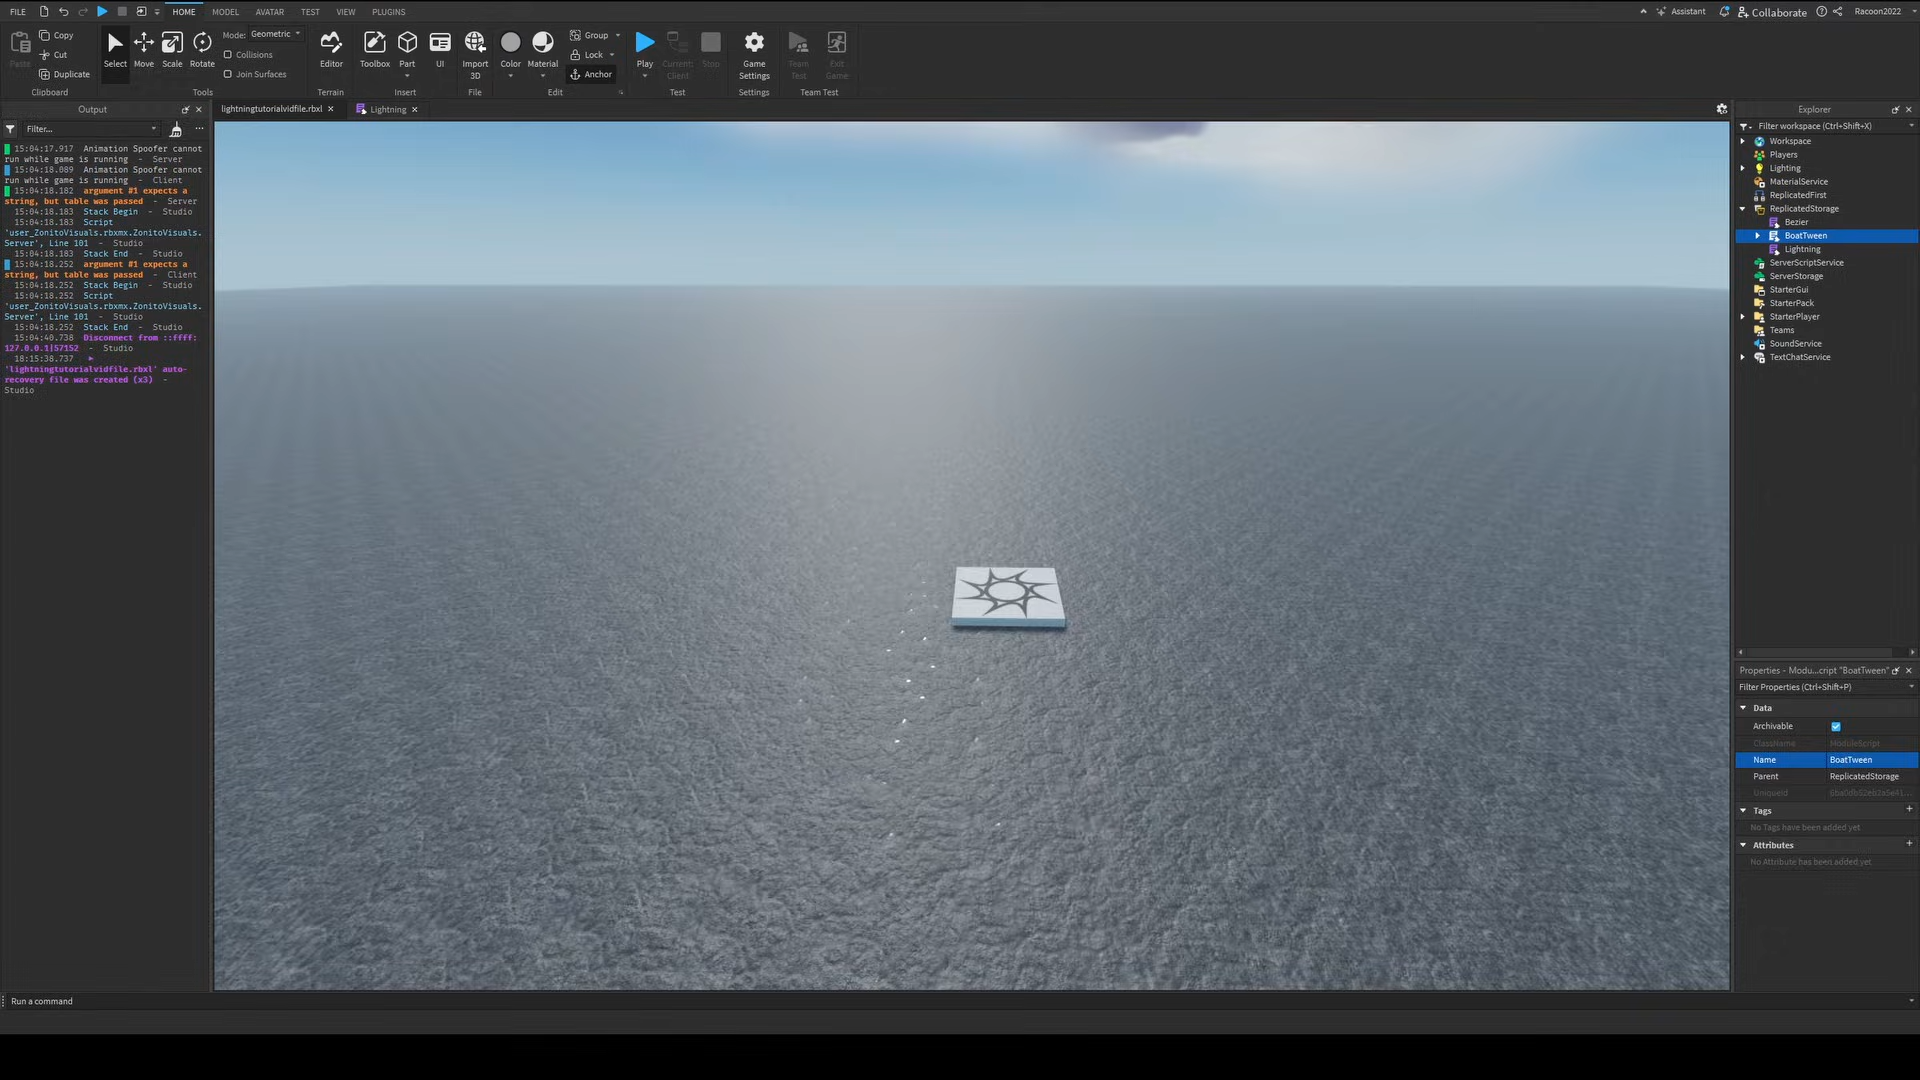 FILE HOME MODEL AVATAR TEST VIEW PLUGINS Assistant Collaborate Racoon2022
Paste Copy Cut Duplicate Clipboard
Select Move Scale Rotate Mode: Geometric Collisions Join Surfaces Tools
Editor Terrain
Toolbox Part UI Insert
Import 3D File
Color Material Group Lock Anchor Edit
Play Current: Client Stop Test
Game Settings Settings
Team Test Exit Game Team Test
Output
Filter...
15:04:17.917 Animation Spoofer cannot
run while game is running - Server
15:04:18.089 Animation Spoofer cannot
run while game is running - Client
15:04:18.182 argument #1 expects a
string, but table was passed - Server
15:04:18.183 Stack Begin - Studio
15:04:18.183 Script
'user_ZonitoVisuals.rbxmx.ZonitoVisuals.
Server', Line 101 - Studio
15:04:18.183 Stack End - Studio
15:04:18.252 argument #1 expects a
string, but table was passed - Client
15:04:18.252 Stack Begin - Studio
15:04:18.252 Script
'user_ZonitoVisuals.rbxmx.ZonitoVisuals.
Server', Line 101 - Studio
15:04:18.252 Stack End - Studio
15:04:40.738 Disconnect from ::ffff:
127.0.0.1|57152 - Studio
18:15:38.737
'lightningtutorialvidfile.rbxl' auto-
recovery file was created (x3) -
Studio
lightningtutorialvidfile.rbxl Lightning
Explorer
Filter workspace (Ctrl+Shift+X)
Workspace
Players
Lighting
MaterialService
ReplicatedFirst
ReplicatedStorage
Bezier
BoatTween
Lightning
ServerScriptService
ServerStorage
StarterGui
StarterPack
StarterPlayer
Teams
SoundService
TextChatService
Properties - Modu...cript "BoatTween"
Filter Properties (Ctrl+Shift+P)
Data
Archivable
ClassName ModuleScript
Name BoatTween
Parent ReplicatedStorage
UniqueId
Tags
No Tags have been added yet
Attributes
No Attribute has been added yet
Run a command